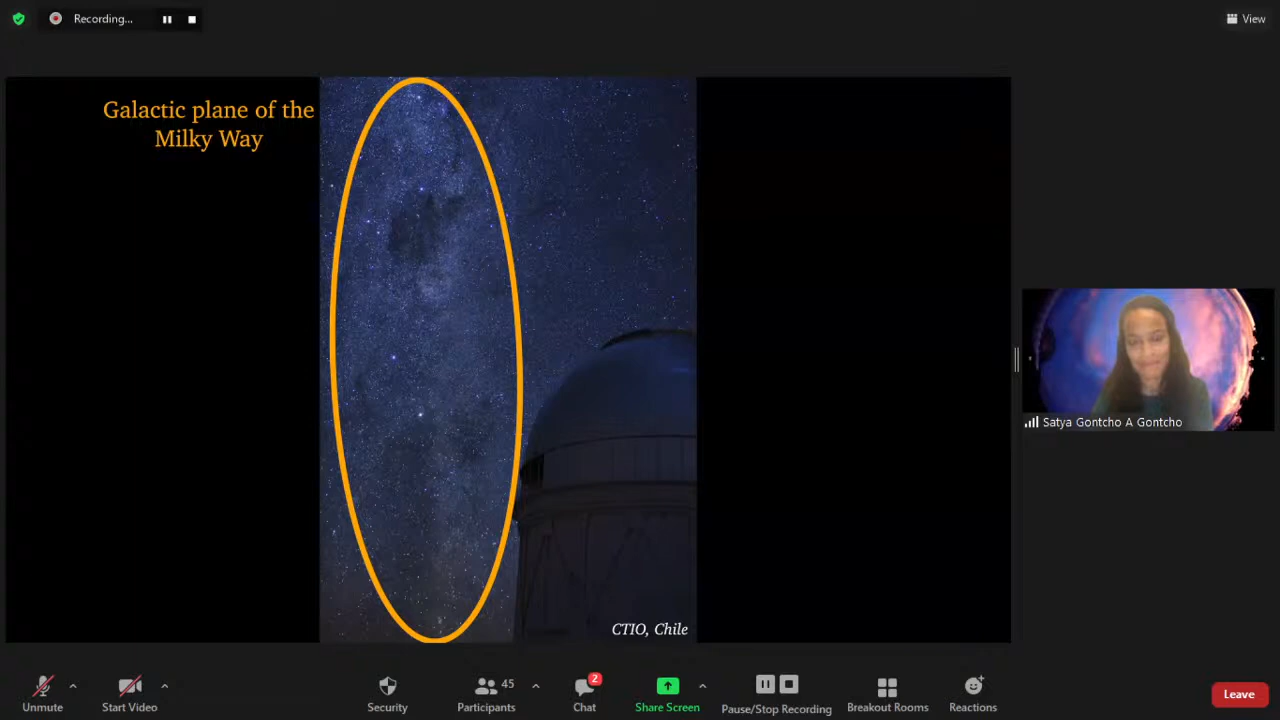 Recording...
View
Galactic plane of the
Milky Way
Satya Gontcho A Gontcho
CTIO, Chile
Unmute
Start Video
Security
45
Participants
2
Chat
Share Screen
Pause/Stop Recording
Breakout Rooms
Reactions
Leave